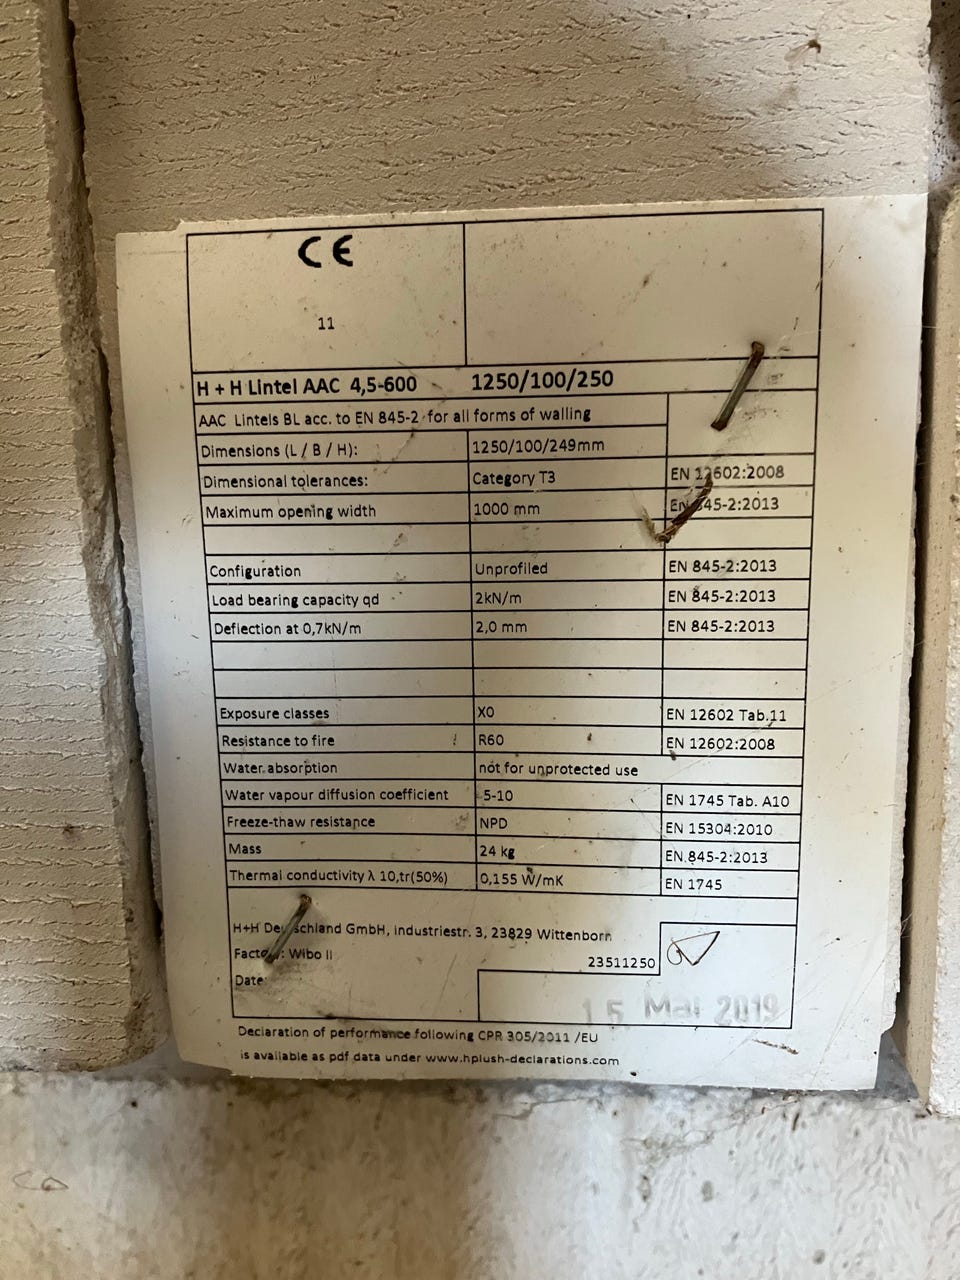 CE
11
H + H Lintel AAC 4,5-600 1250/100/250
AAC Lintels BL acc. to EN 845-2 for all forms of walling
Dimensions (L / B / H): 1250/100/249mm
Dimensional tolerances: Category T3 EN 12602:2008
Maximum opening width 1000 mm EN 845-2:2013
Configuration Unprofiled EN 845-2:2013
Load bearing capacity qd 2kN/m EN 845-2:2013
Deflection at 0,7kN/m 2,0 mm EN 845-2:2013
Exposure classes X0 EN 12602 Tab.11
Resistance to fire R60 EN 12602:2008
Water absorption not for unprotected use
Water vapour diffusion coefficient 5-10 EN 1745 Tab. A10
Freeze-thaw resistance NPD EN 15304:2010
Mass 24 kg EN 845-2:2013
Thermal conductivity λ 10,tr(50%) 0,155 W/mK EN 1745
H+H Deutschland GmbH, industriestr. 3, 23829 Wittenborn
Factory: Wibo II
23511250
Date:
15. Mai 2019
Declaration of performance following CPR 305/2011 /EU
is available as pdf data under www.hplush-declarations.com